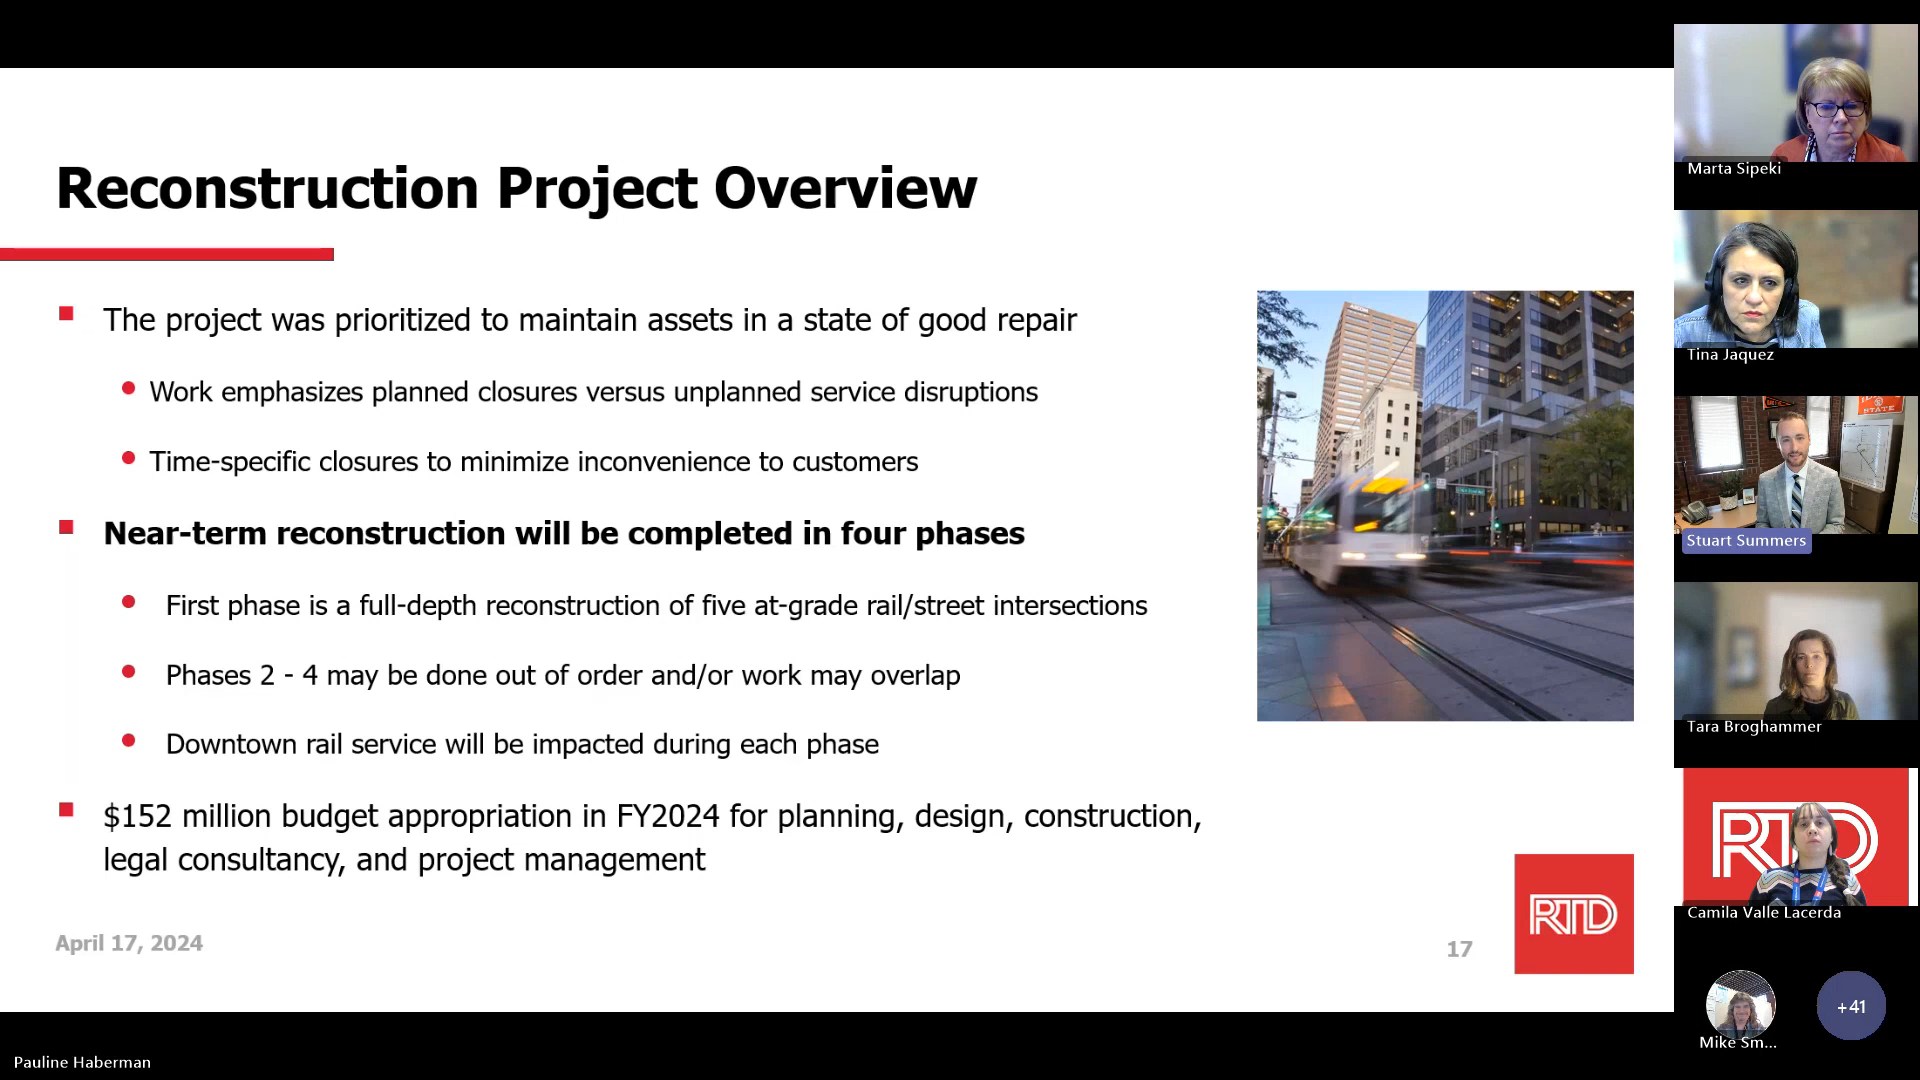 Reconstruction Project Overview
The project was prioritized to maintain assets in a state of good repair
Work emphasizes planned closures versus unplanned service disruptions
Time-specific closures to minimize inconvenience to customers
Near-term reconstruction will be completed in four phases
First phase is a full-depth reconstruction of five at-grade rail/street intersections
Phases 2 - 4 may be done out of order and/or work may overlap
Downtown rail service will be impacted during each phase
$152 million budget appropriation in FY2024 for planning, design, construction,
legal consultancy, and project management
April 17, 2024
17
RTD
Pauline Haberman
Marta Sipeki
Tina Jaquez
STATE
Stuart Summers
Tara Broghammer
RTD
Camila Valle Lacerda
Mike Sm...
+41